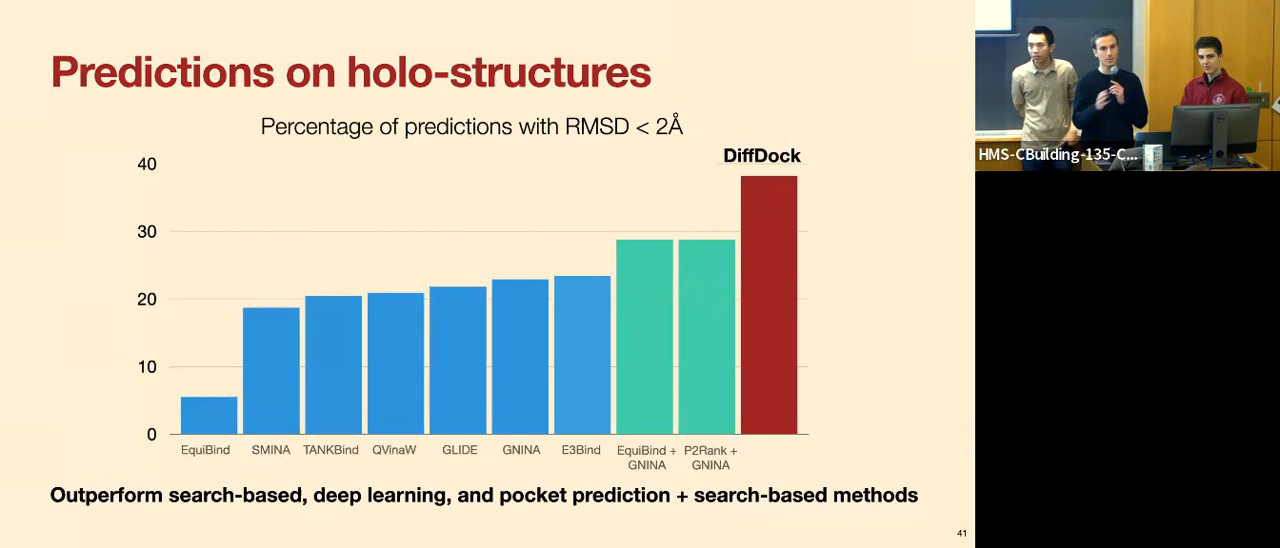 Predictions on holo-structures
Percentage of predictions with RMSD < 2Å
DiffDock
40
30
20
10
0
EquiBind
SMINA
TANKBind
QVinaW
GLIDE
GNINA
E3Bind
EquiBind +
GNINA
P2Rank +
GNINA
Outperform search-based, deep learning, and pocket prediction + search-based methods
41
HMS-CBuilding-135-C...